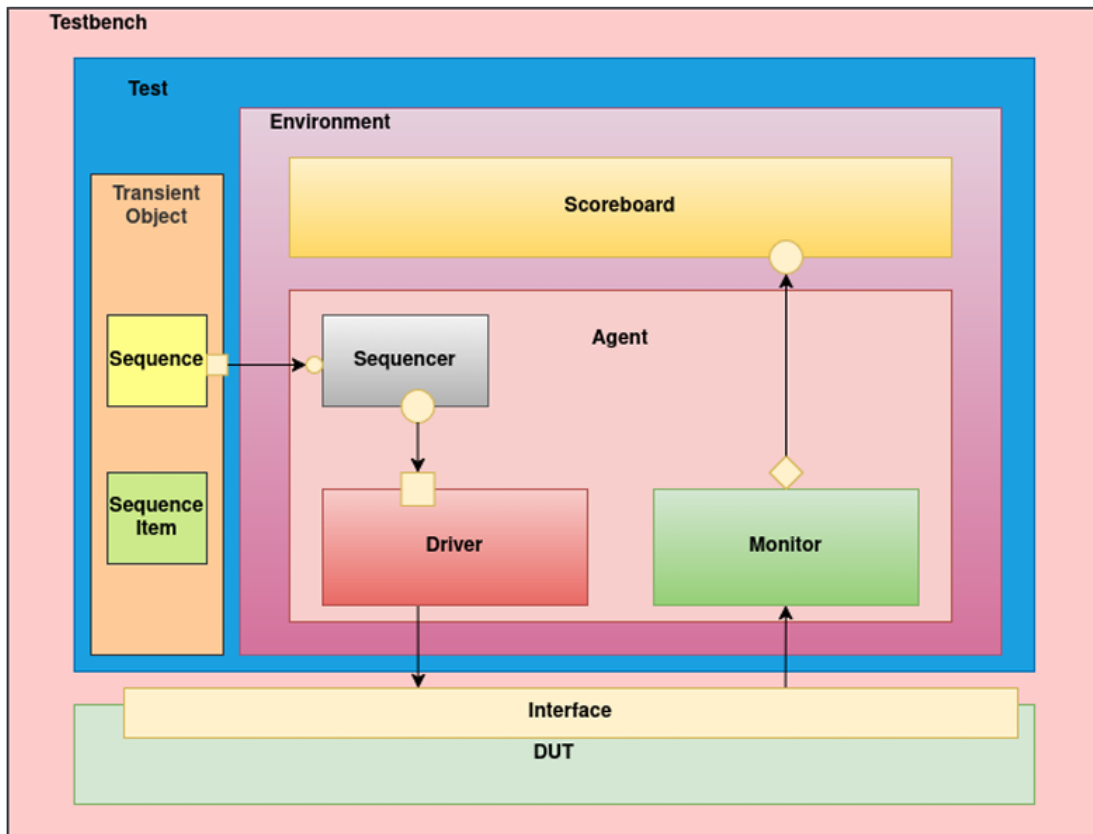 Testbench
Test
Environment
Transient
Object
Scoreboard
Agent
Sequence
Sequencer
Sequence
Item
Driver
Monitor
Interface
DUT